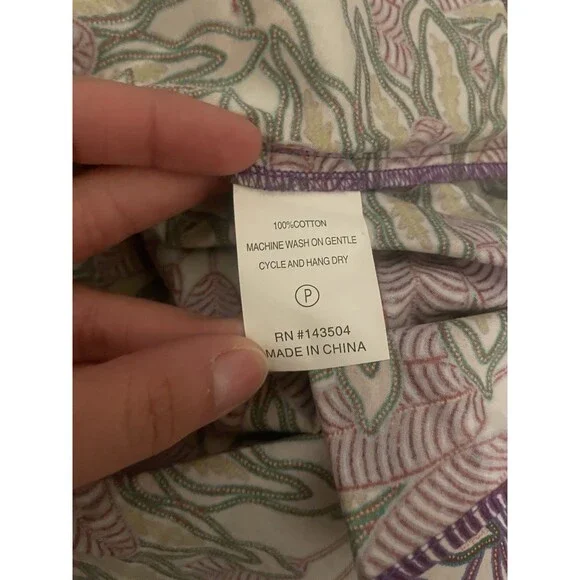 100%COTTON
MACHINE WASH ON GENTLE
CYCLE AND HANG DRY
P
RN #143504
MADE IN CHINA